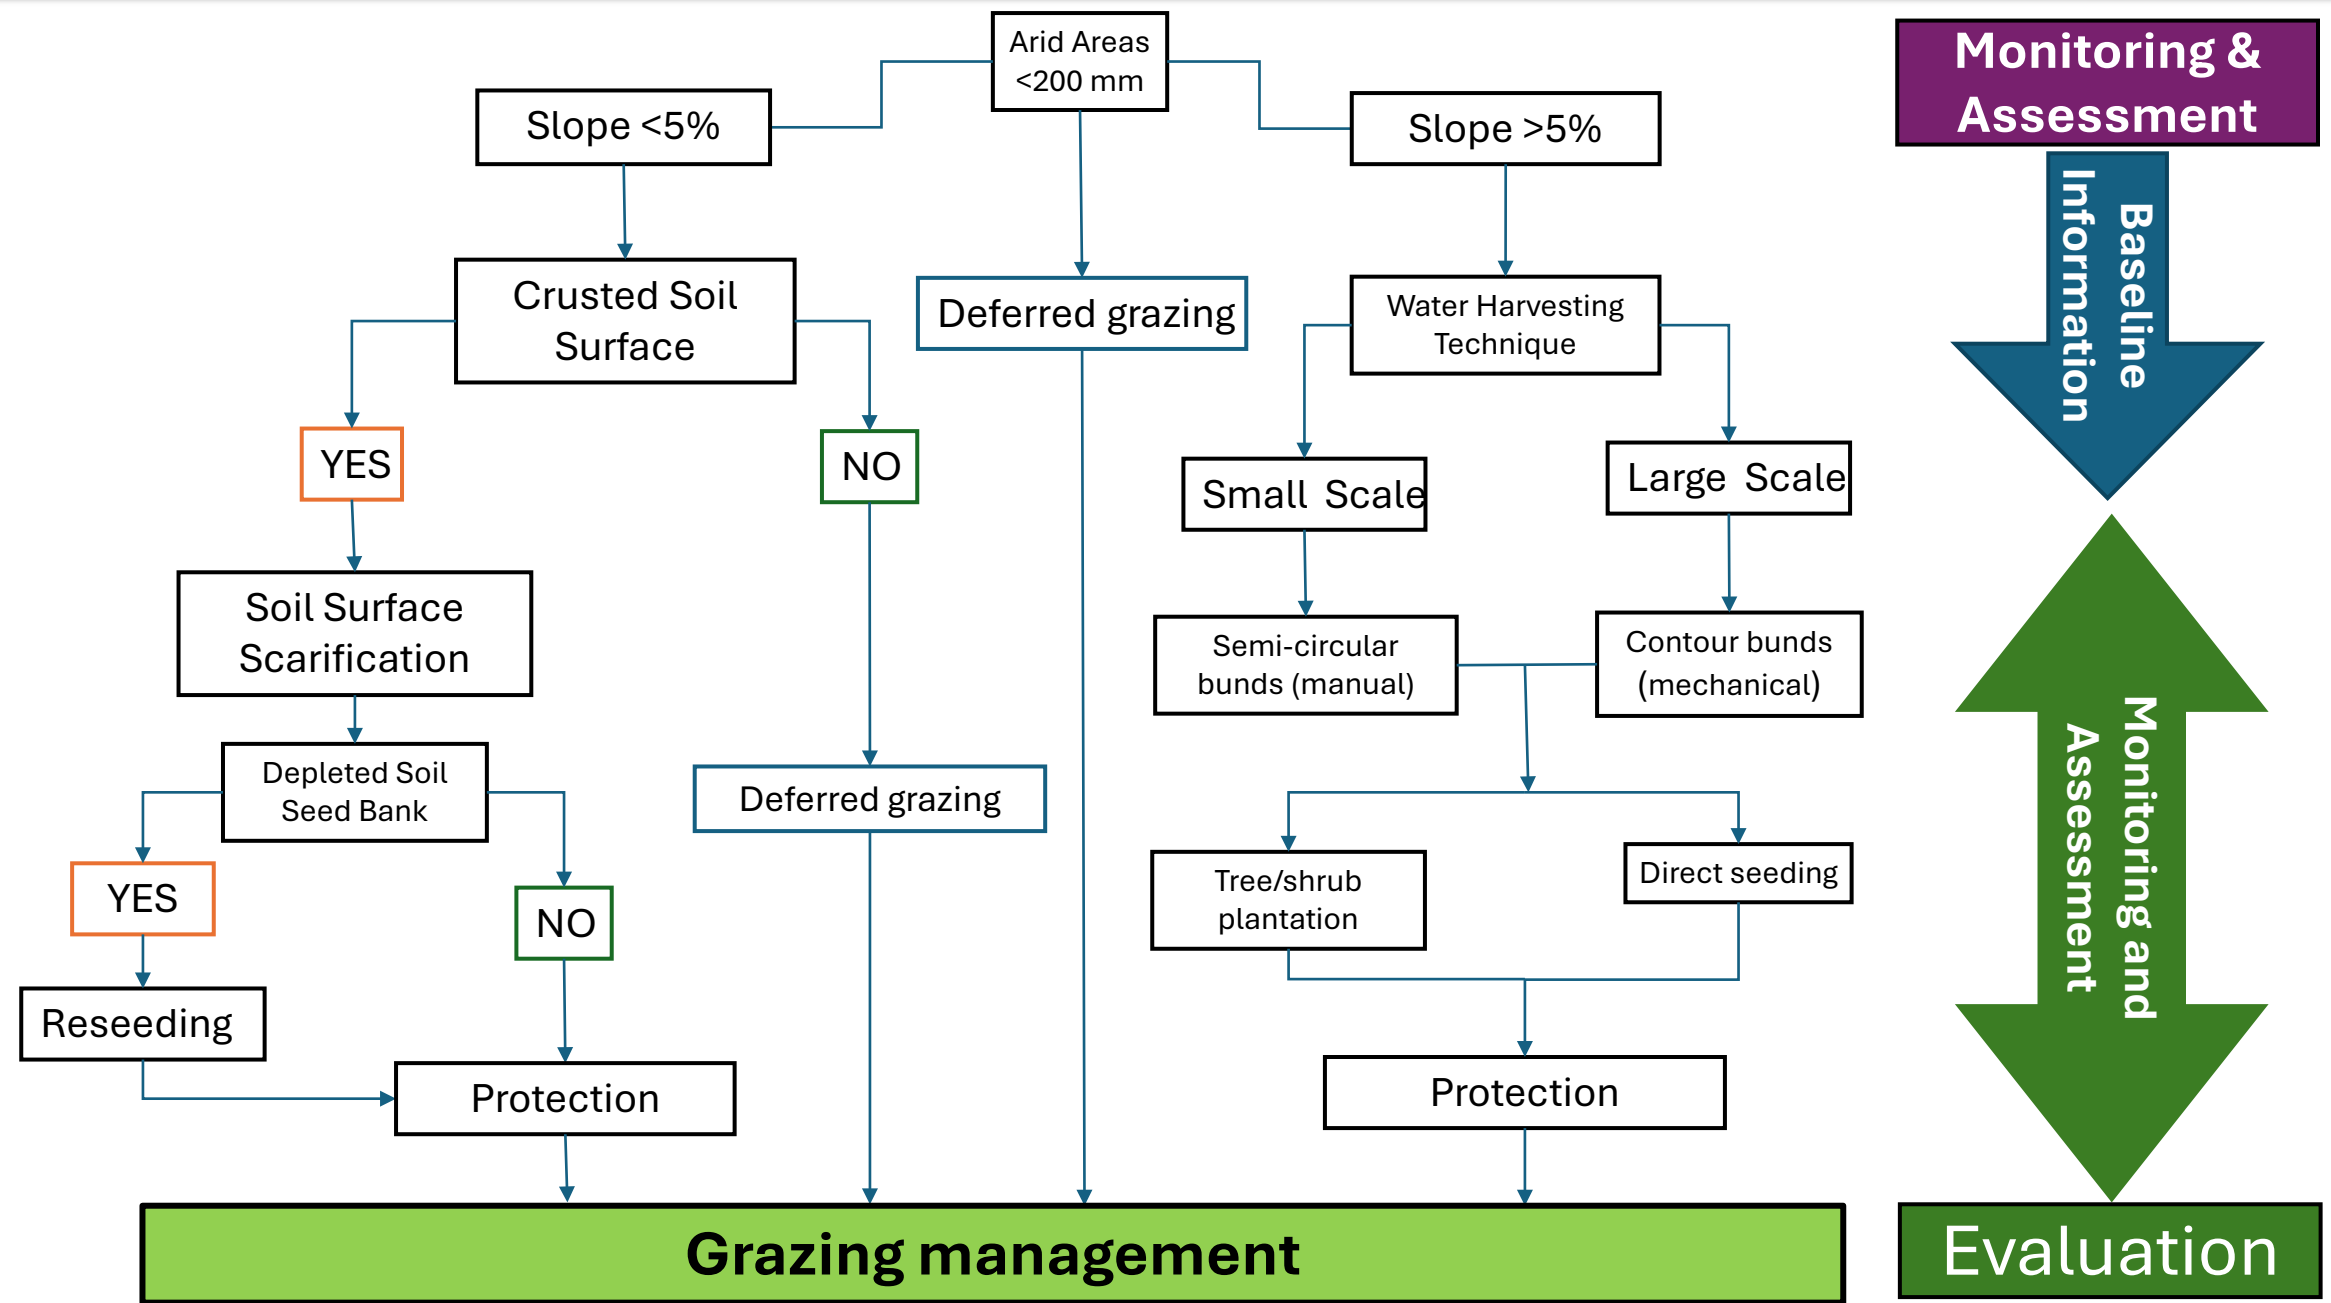 Arid Areas
<200 mm
Slope <5%
Slope >5%
Crusted Soil
Surface
Deferred grazing
Water Harvesting
Technique
YES
NO
Small Scale
Large Scale
Soil Surface
Scarification
Semi-circular
bunds (manual)
Contour bunds
(mechanical)
Depleted Soil
Seed Bank
Deferred grazing
YES
NO
Tree/shrub
plantation
Direct seeding
Reseeding
Protection
Protection
Grazing management
Monitoring &
Assessment
Baseline
Information
Monitoring and
Assessment
Evaluation